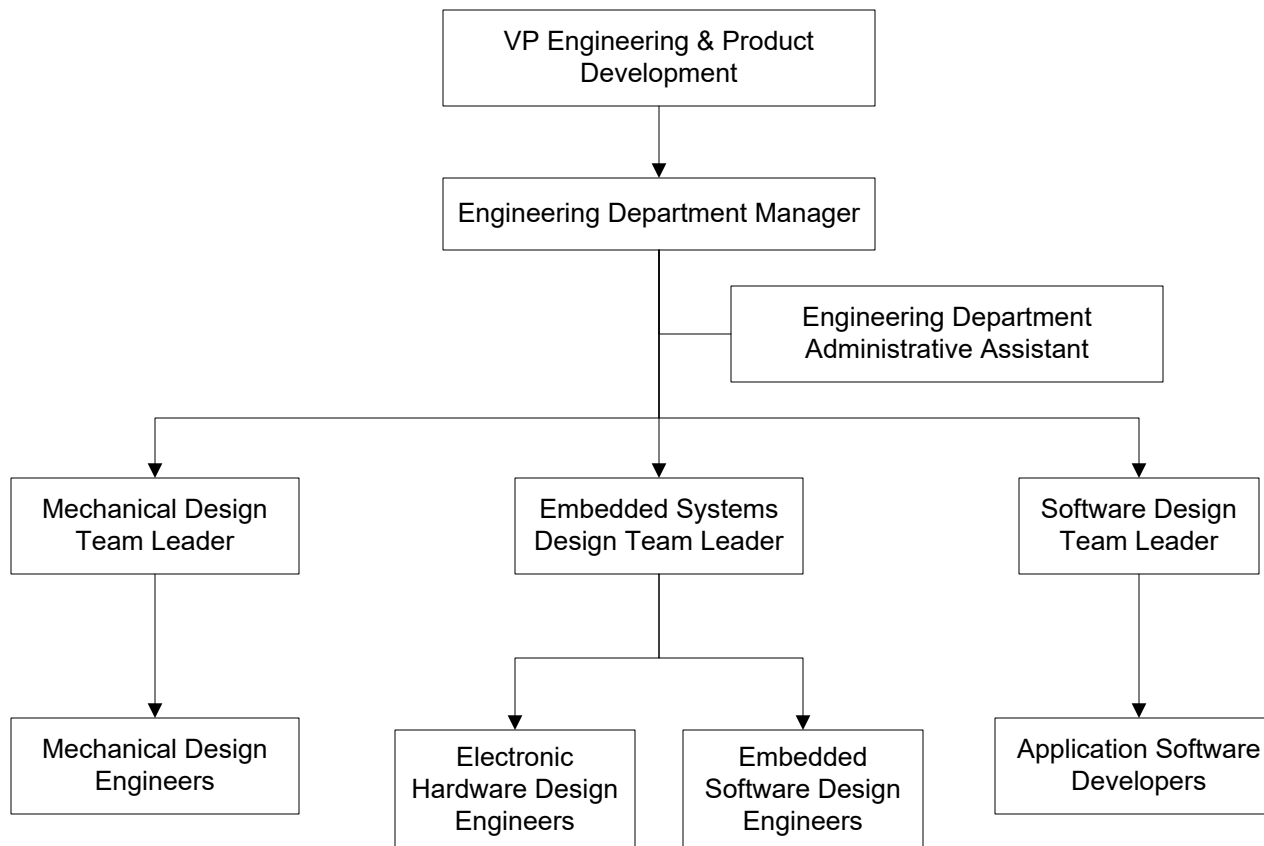 VP Engineering & Product
Development
Engineering Department Manager
Engineering Department
Administrative Assistant
Mechanical Design
Team Leader
Embedded Systems
Design Team Leader
Software Design
Team Leader
Mechanical Design
Engineers
Electronic
Hardware Design
Engineers
Embedded
Software Design
Engineers
Application Software
Developers